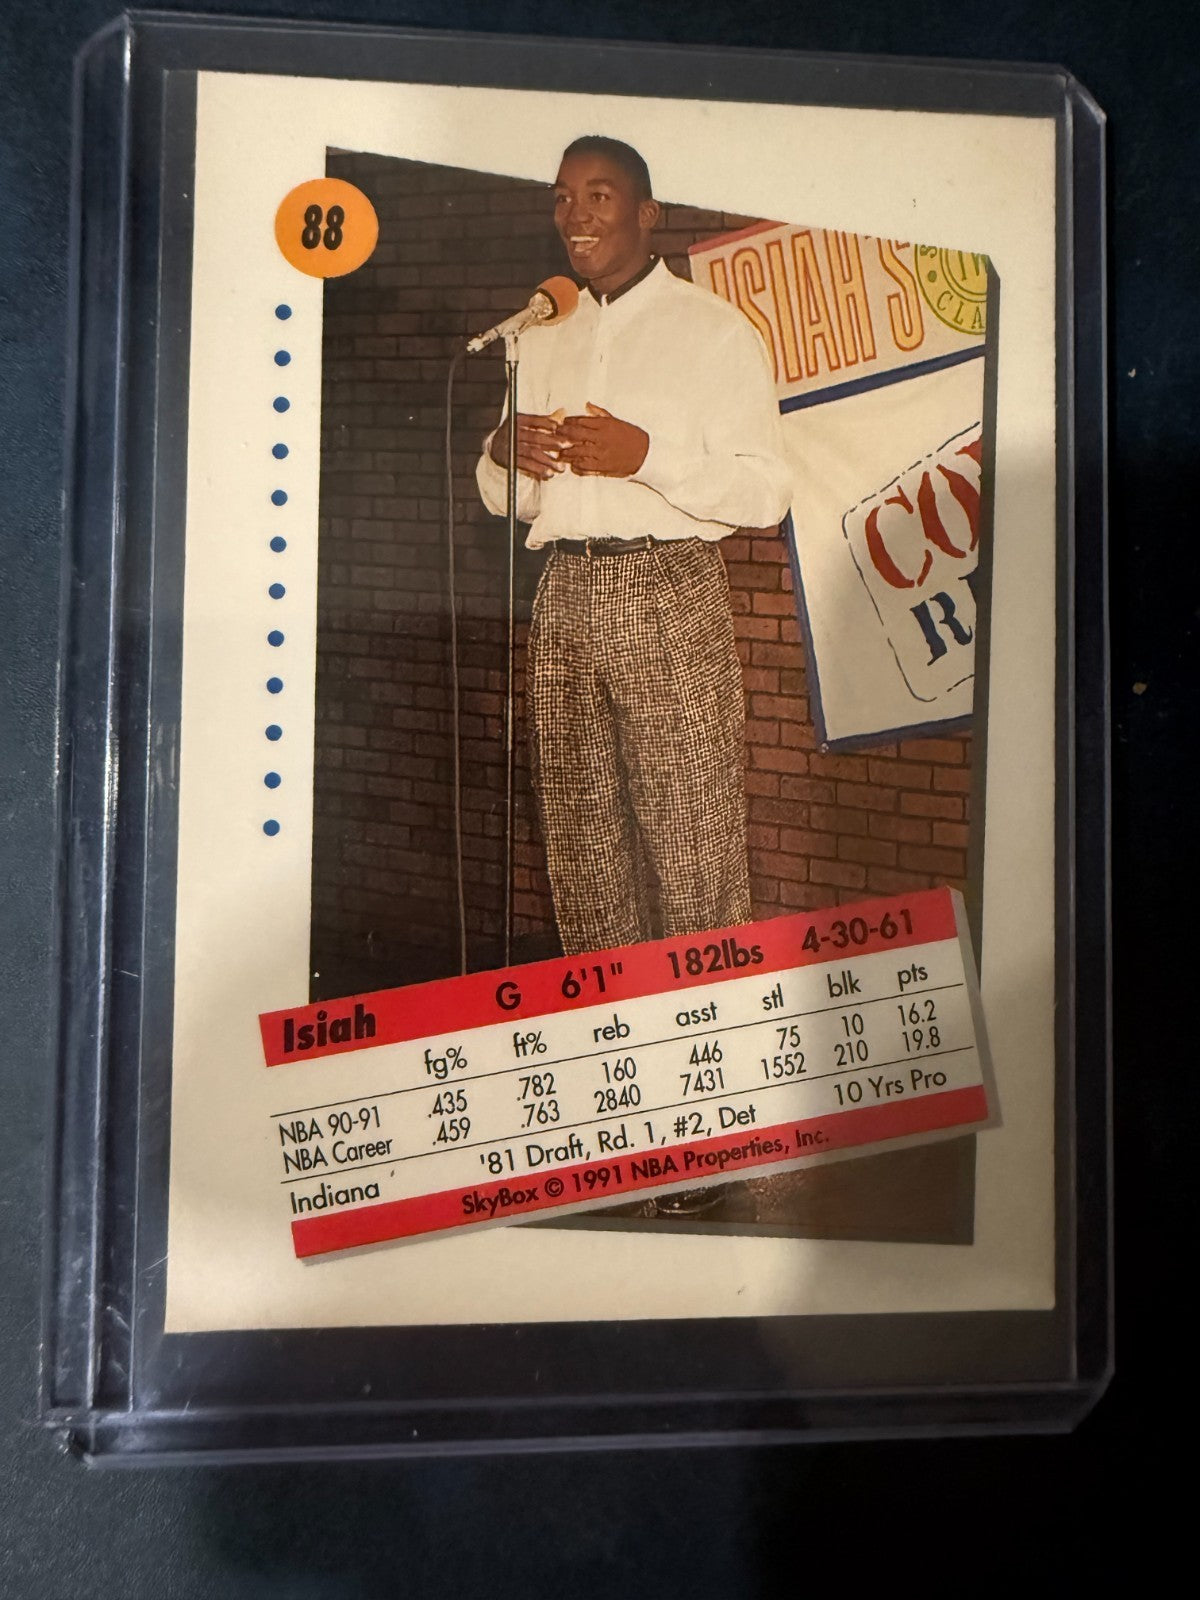 88
ISIAH'S
CLA
CO
R
Isiah G 6'1" 182lbs 4-30-61
fg% ft% reb asst stl blk pts
NBA 90-91 .435 .782 160 446 75 10 16.2
NBA Career .459 .763 2840 7431 1552 210 19.8
Indiana '81 Draft, Rd. 1, #2, Det 10 Yrs Pro
SkyBox © 1991 NBA Properties, Inc.